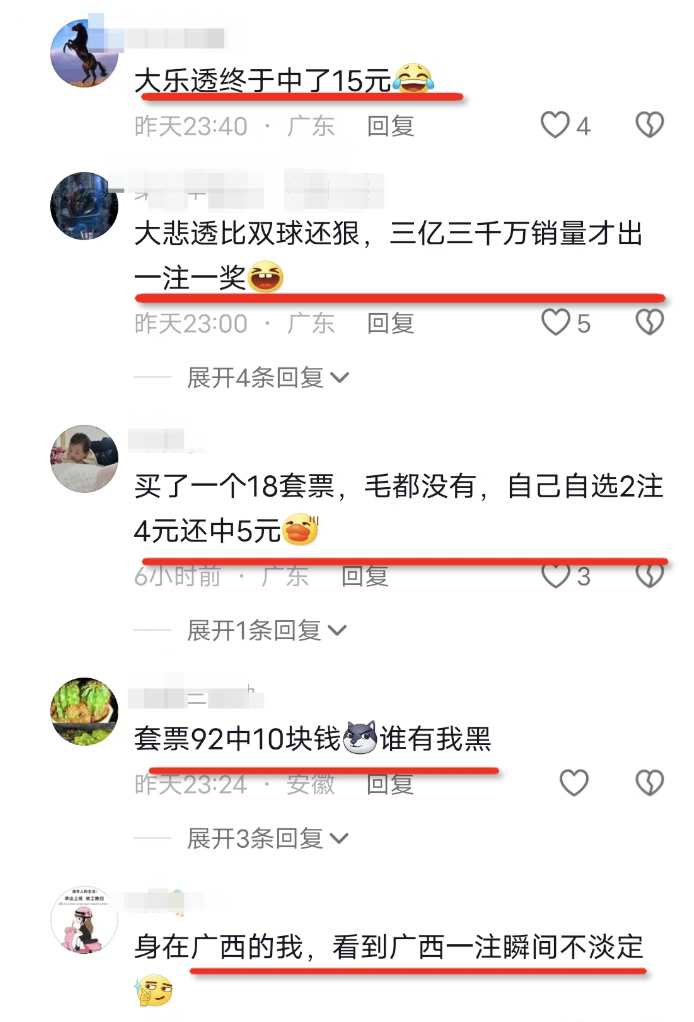 大乐透终于中了15元
昨天23:40 · 广东 回复 4
大悲透比双球还狠，三亿三千万销量才出
一注一奖
昨天23:00 · 广东 回复 5
展开4条回复
买了一个18套票，毛都没有，自己自选2注
4元还中5元
6小时前 · 广东 回复 3
展开1条回复
套票92中10块钱谁有我黑
昨天23:24 · 安徽 回复
展开3条回复
身在广西的我，看到广西一注瞬间不淡定